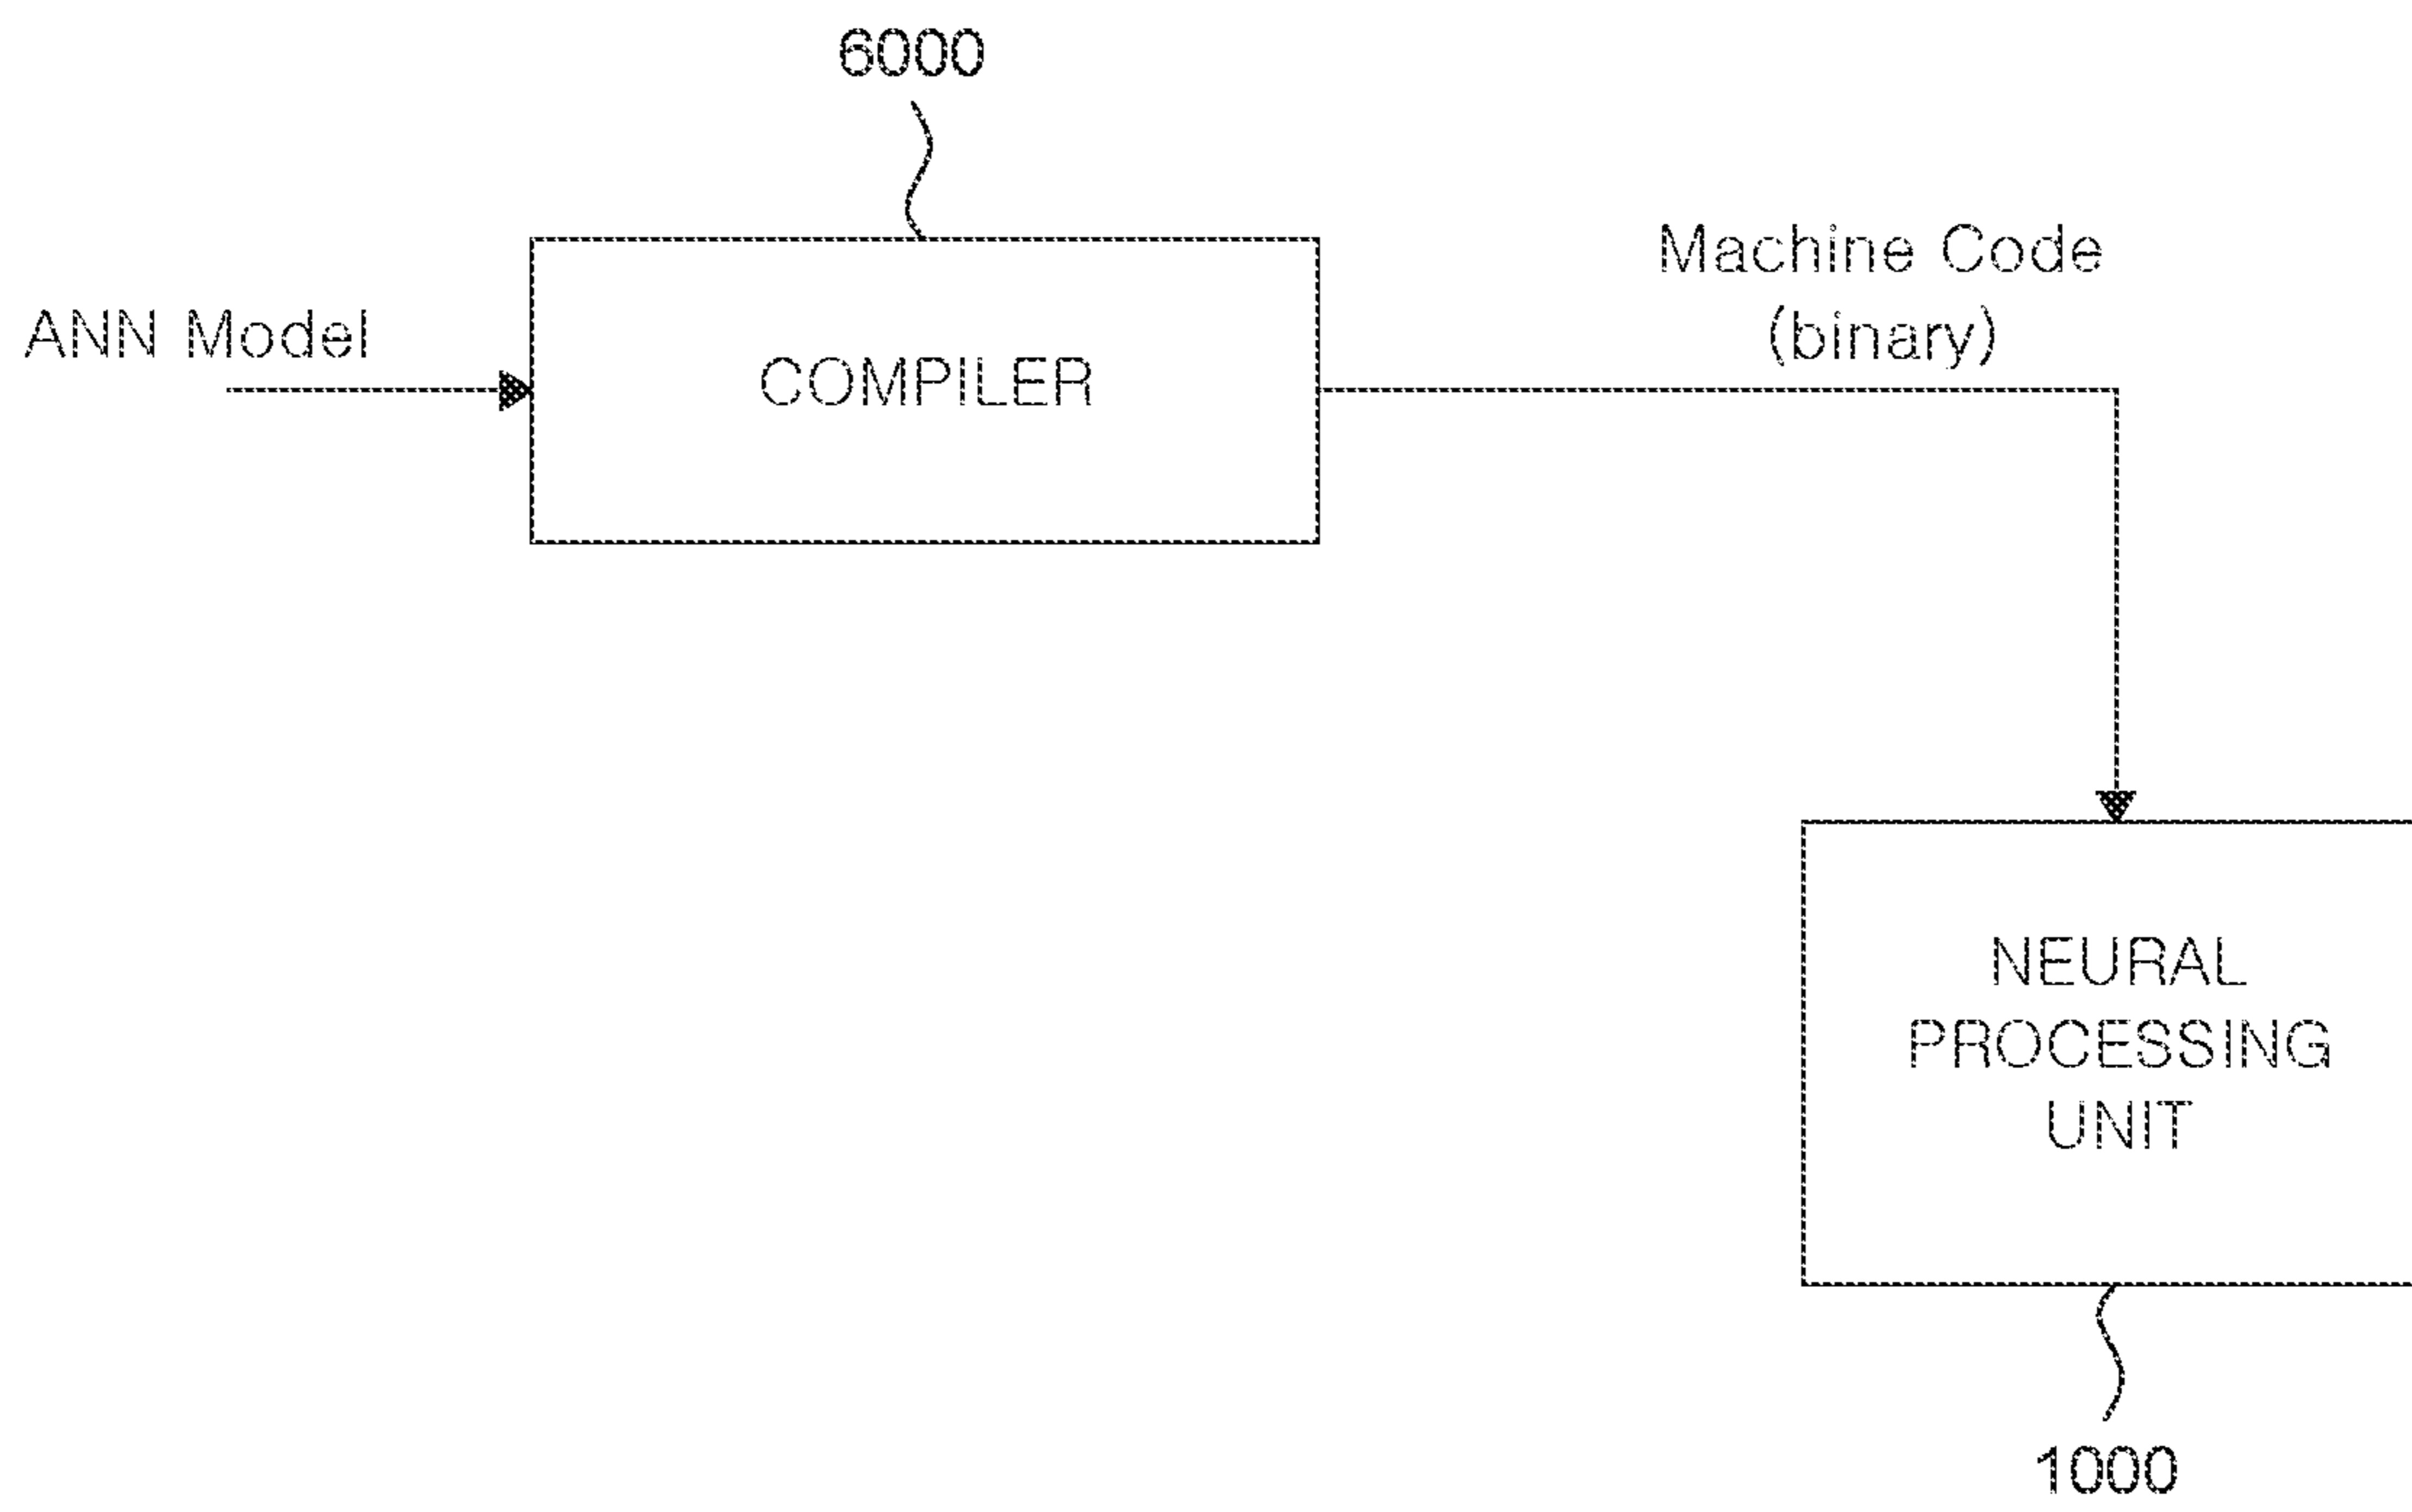 6000
ANN Model
COMPILER
Machine Code
(binary)
NEURAL
PROCESSING
UNIT
1000